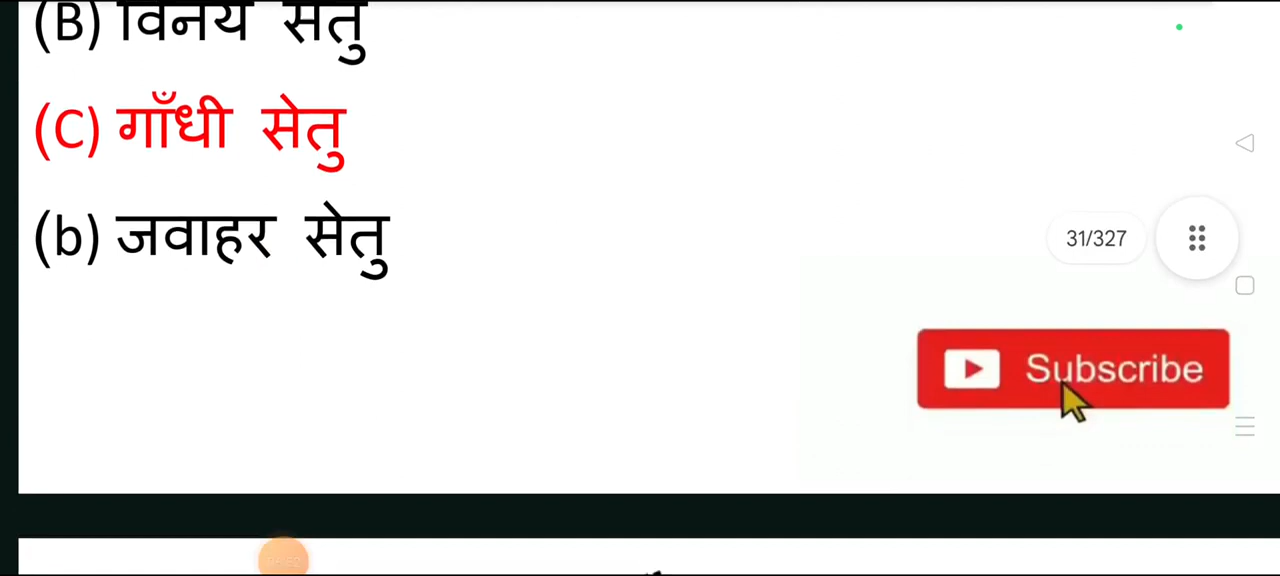 (B) विनय सेतु
(C) गाँधी सेतु
(b) जवाहर सेतु
31/327
Subscribe